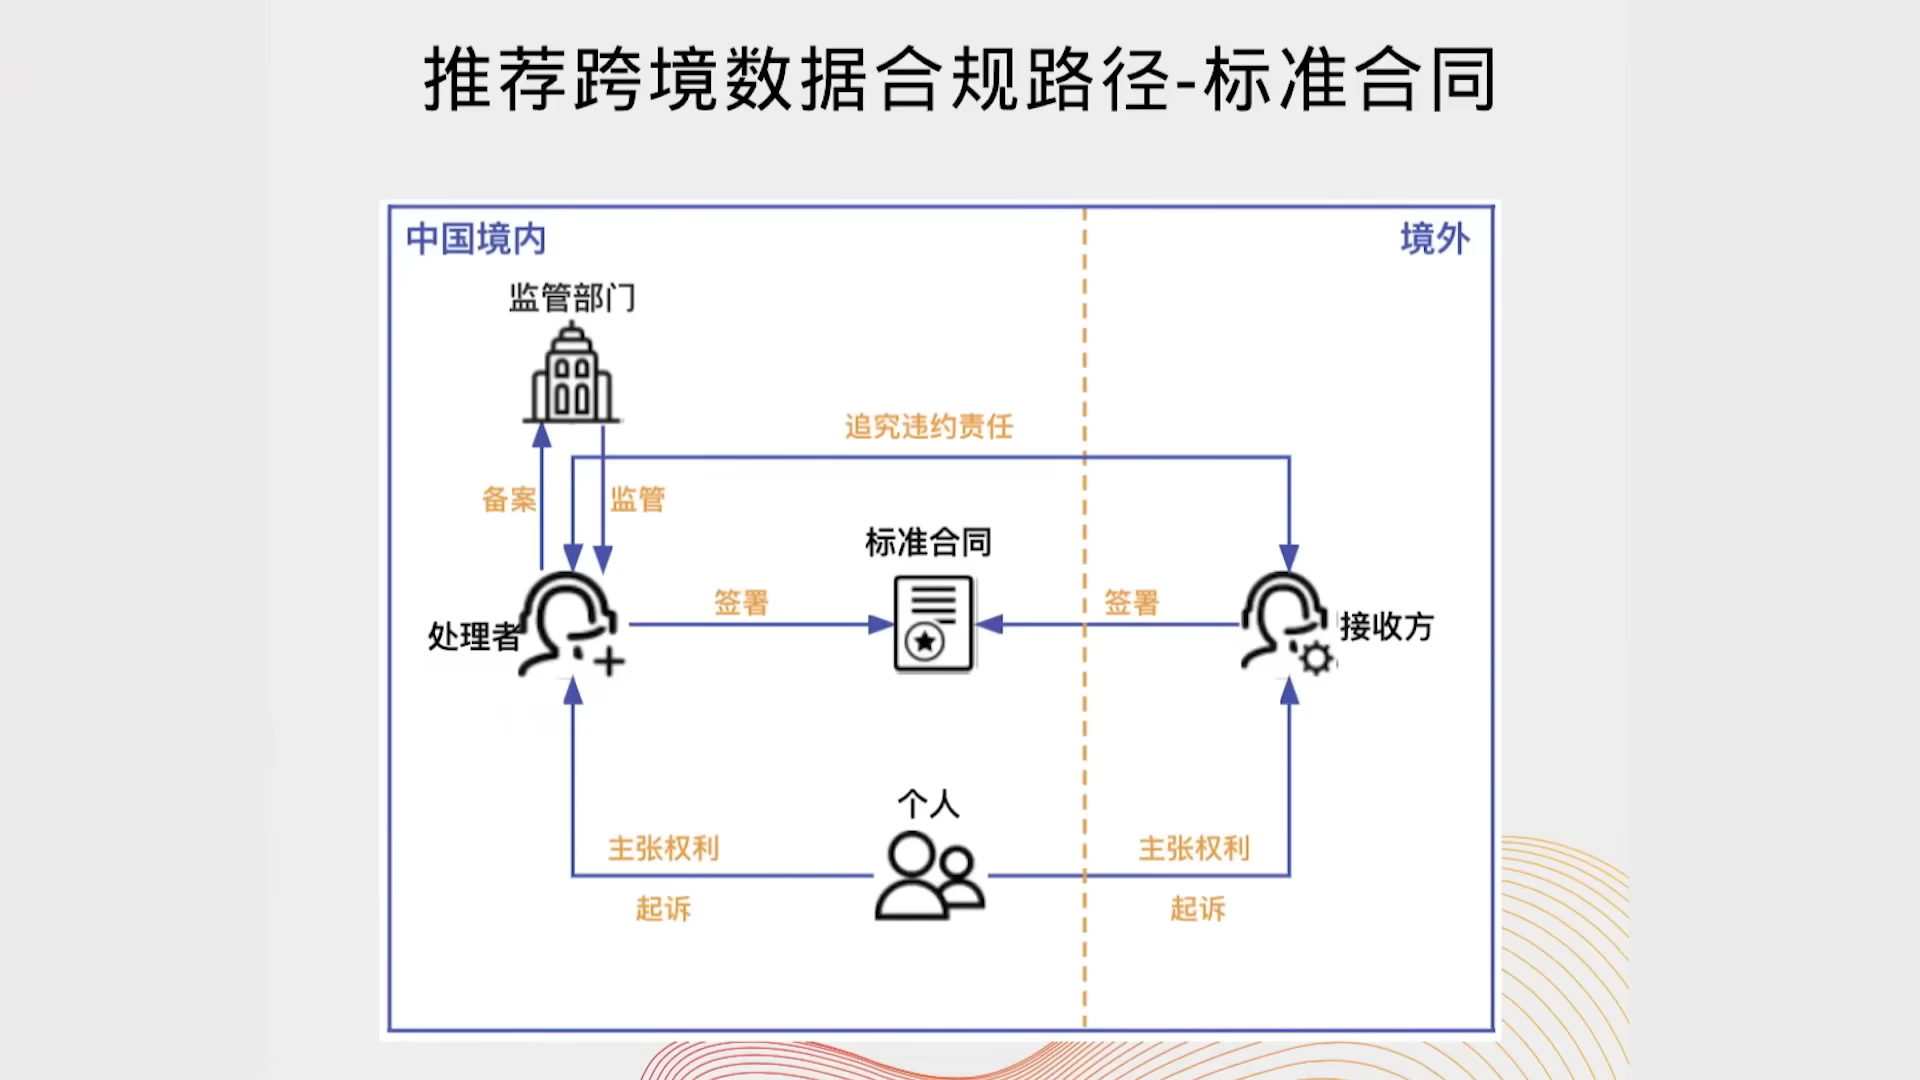 推荐跨境数据合规路径-标准合同
中国境内
境外
监管部门
追究违约责任
备案
监管
标准合同
签署
签署
处理者
接收方
个人
主张权利
主张权利
起诉
起诉